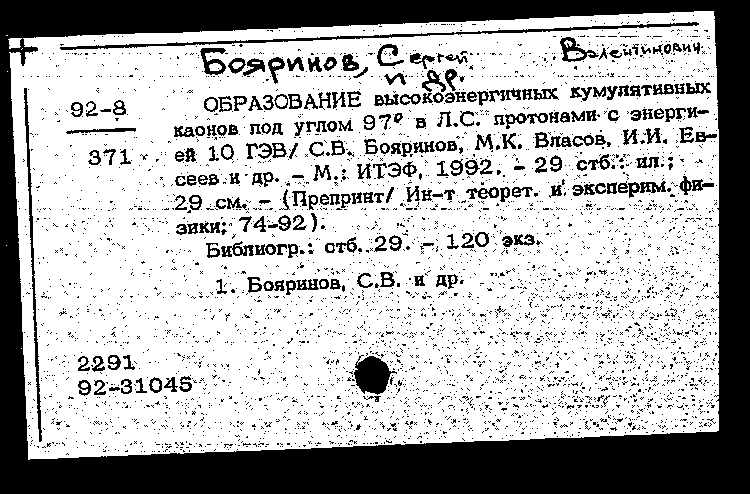 Бояринов, Сергей Валентинович
и др.
92-8
371
ОБРАЗОВАНИЕ высокоэнергичных кумулятивных
каонов под углом 97° в Л.С. протонами с энерги-
ей 10 ГЭВ/ С.В. Бояринов, М.К. Власов, И.И. Ев-
сеев и др. - М.: ИТЭФ, 1992. - 29 стб.: ил.;
29 см. - (Препринт/ Ин-т теорет. и эксперим. фи-
зики; 74-92).
Библиогр.: стб. 29. - 120 экз.
1. Бояринов, С.В. и др.
2291
92-31045